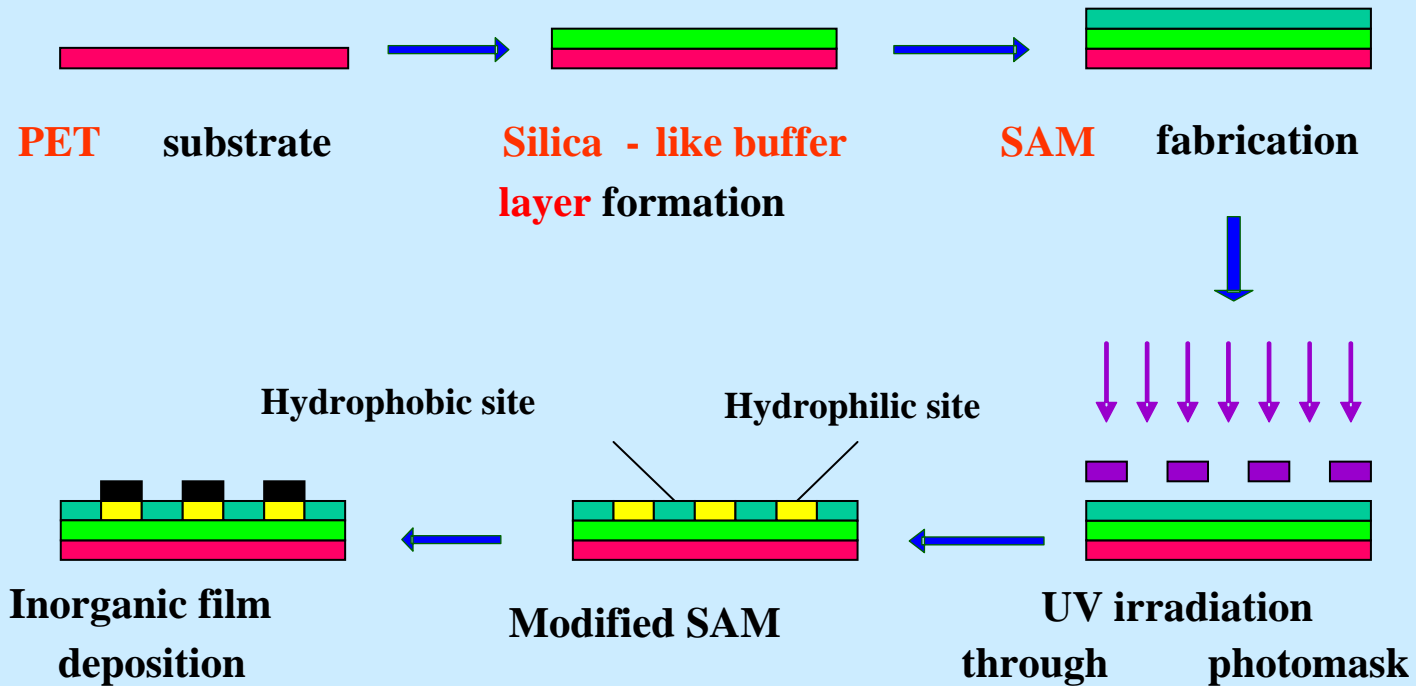 PET substrate
Silica - like buffer
layer formation
SAM fabrication
Hydrophobic site
Hydrophilic site
Inorganic film
deposition
Modified SAM
UV irradiation
through photomask